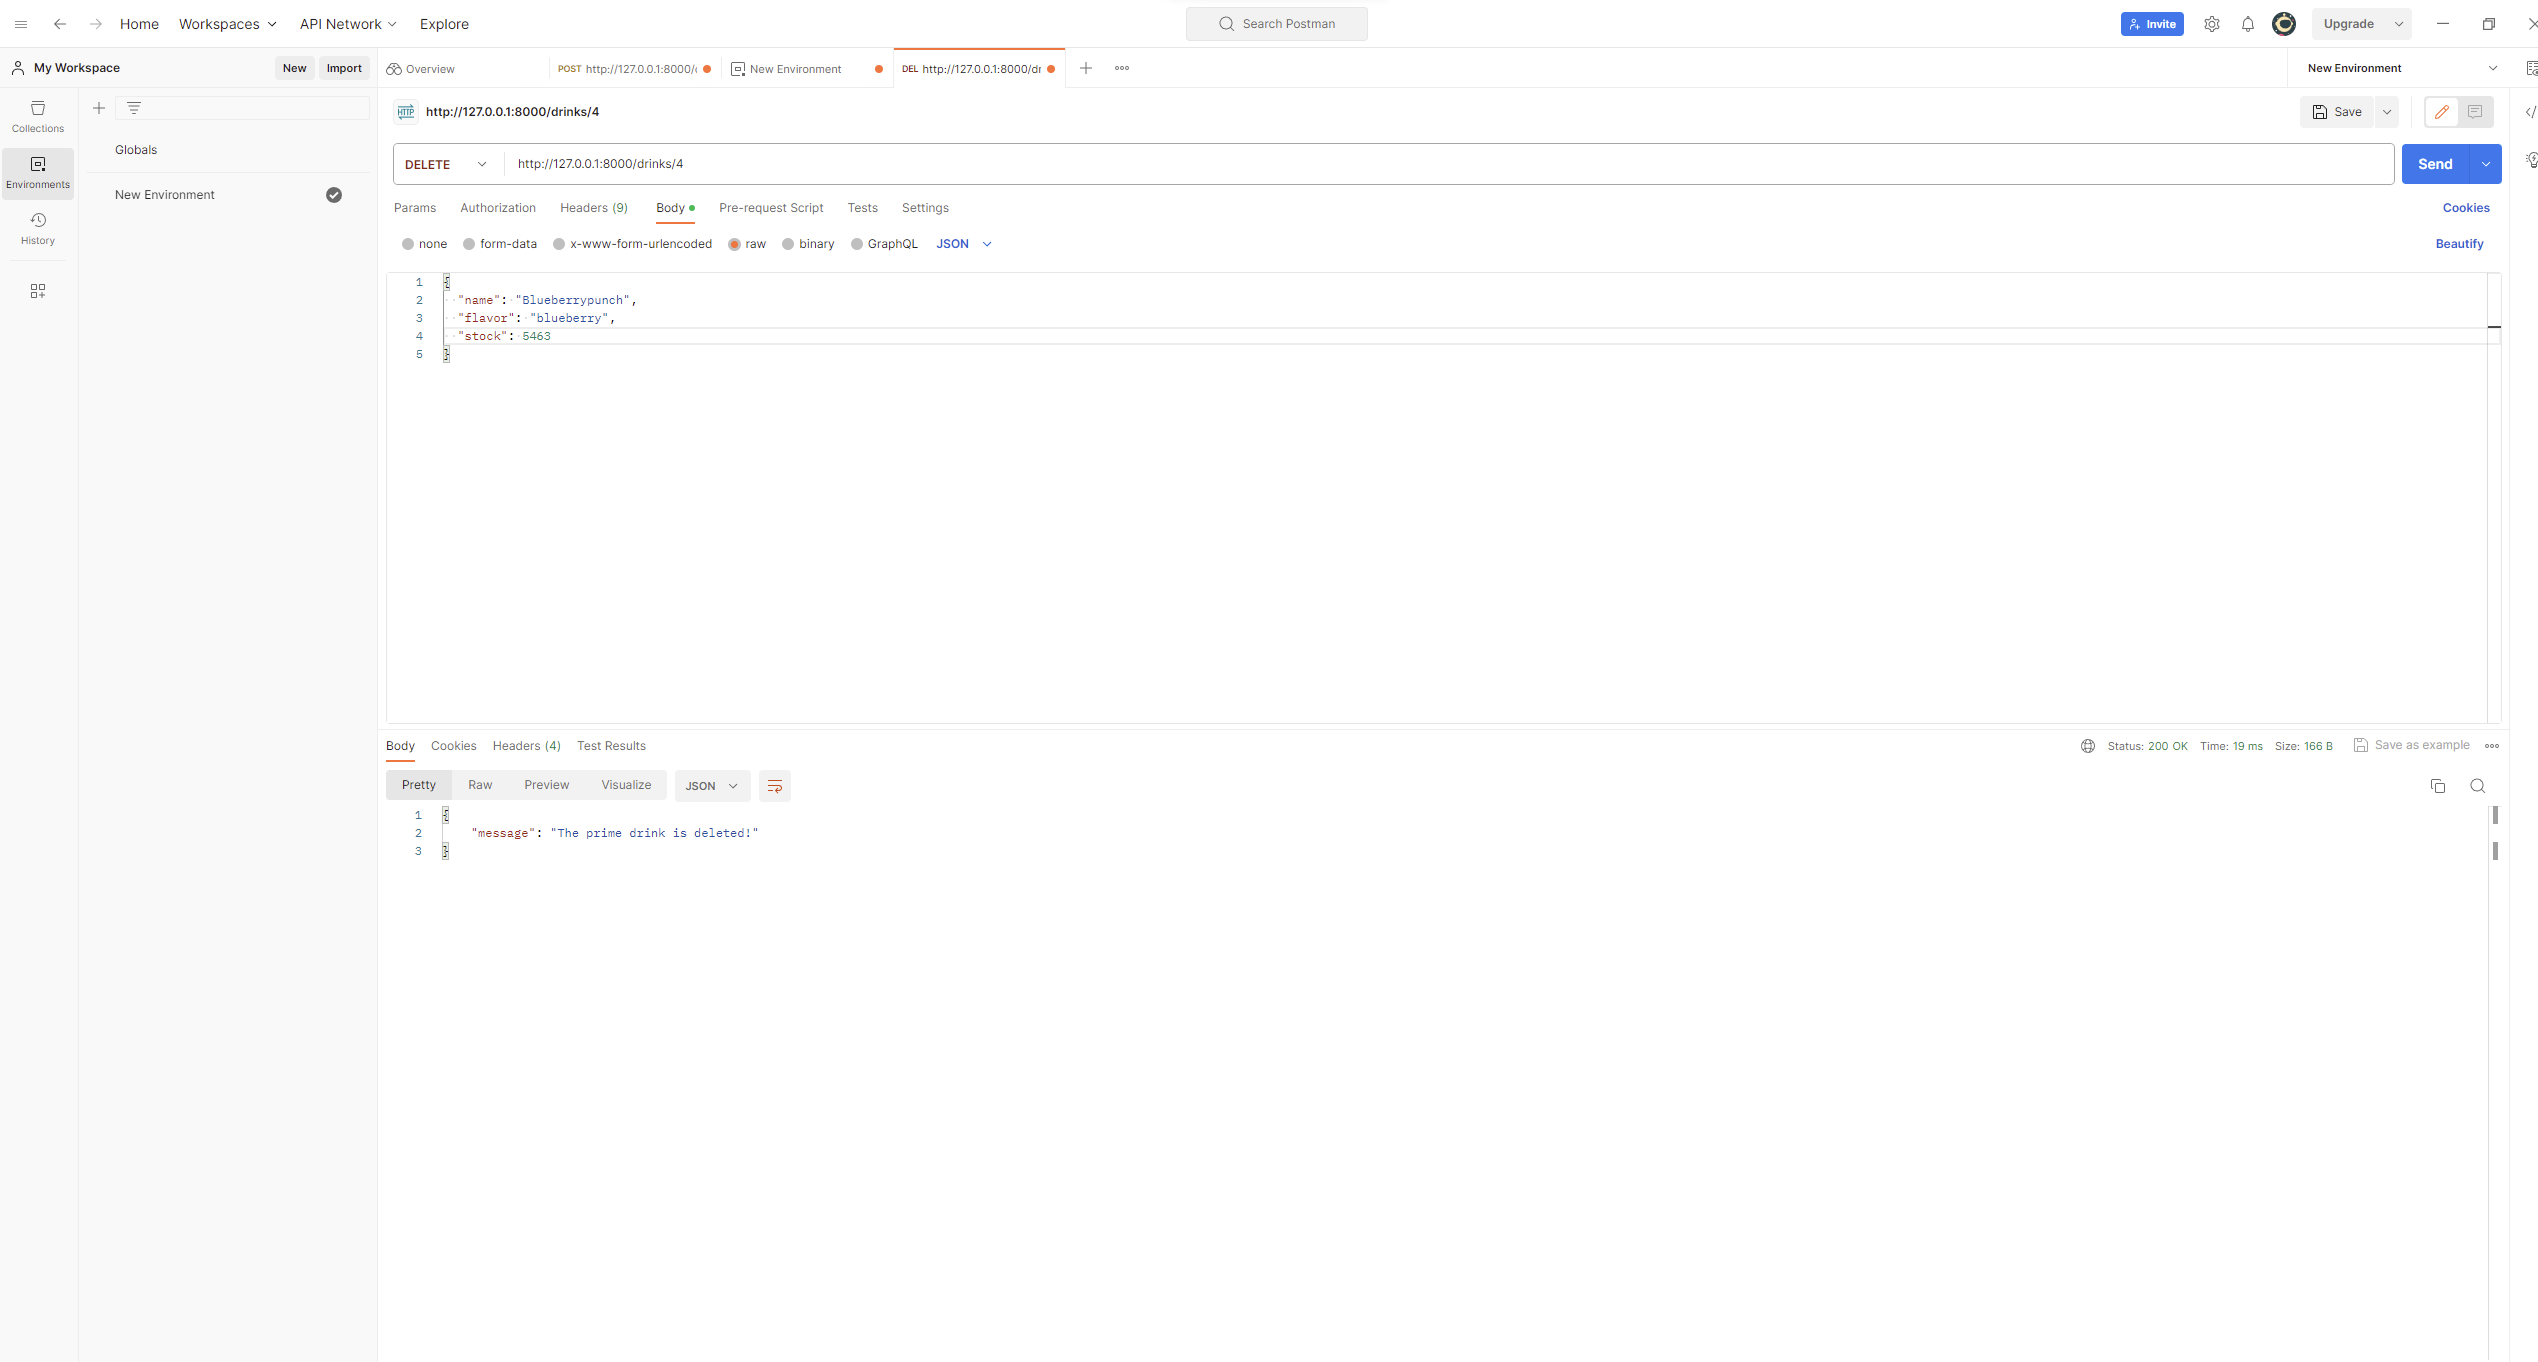 Home Workspaces API Network Explore Search Postman Invite Upgrade
My Workspace New Import Overview POST http://127.0.0.1:8000/ New Environment DEL http://127.0.0.1:8000/dr New Environment
Collections
Environments
History
Globals
New Environment
HTTP http://127.0.0.1:8000/drinks/4 Save
DELETE http://127.0.0.1:8000/drinks/4 Send
Params Authorization Headers (9) Body Pre-request Script Tests Settings Cookies
none form-data x-www-form-urlencoded raw binary GraphQL JSON Beautify
1 {
2 "name": "Blueberrypunch",
3 "flavor": "blueberry",
4 "stock": 5463
5 }
Body Cookies Headers (4) Test Results Status: 200 OK Time: 19 ms Size: 166 B Save as example
Pretty Raw Preview Visualize JSON
1 {
2 "message": "The prime drink is deleted!"
3 }